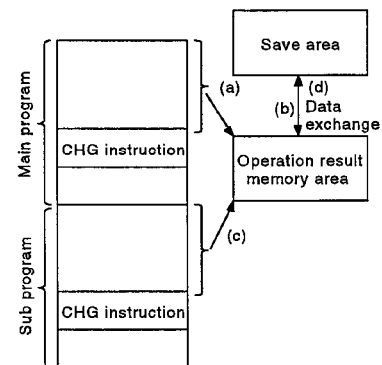 Save area
(a)
(d)
(b) Data
exchange
Main program
CHG instruction
Operation result
memory area
(c)
Sub program
CHG instruction